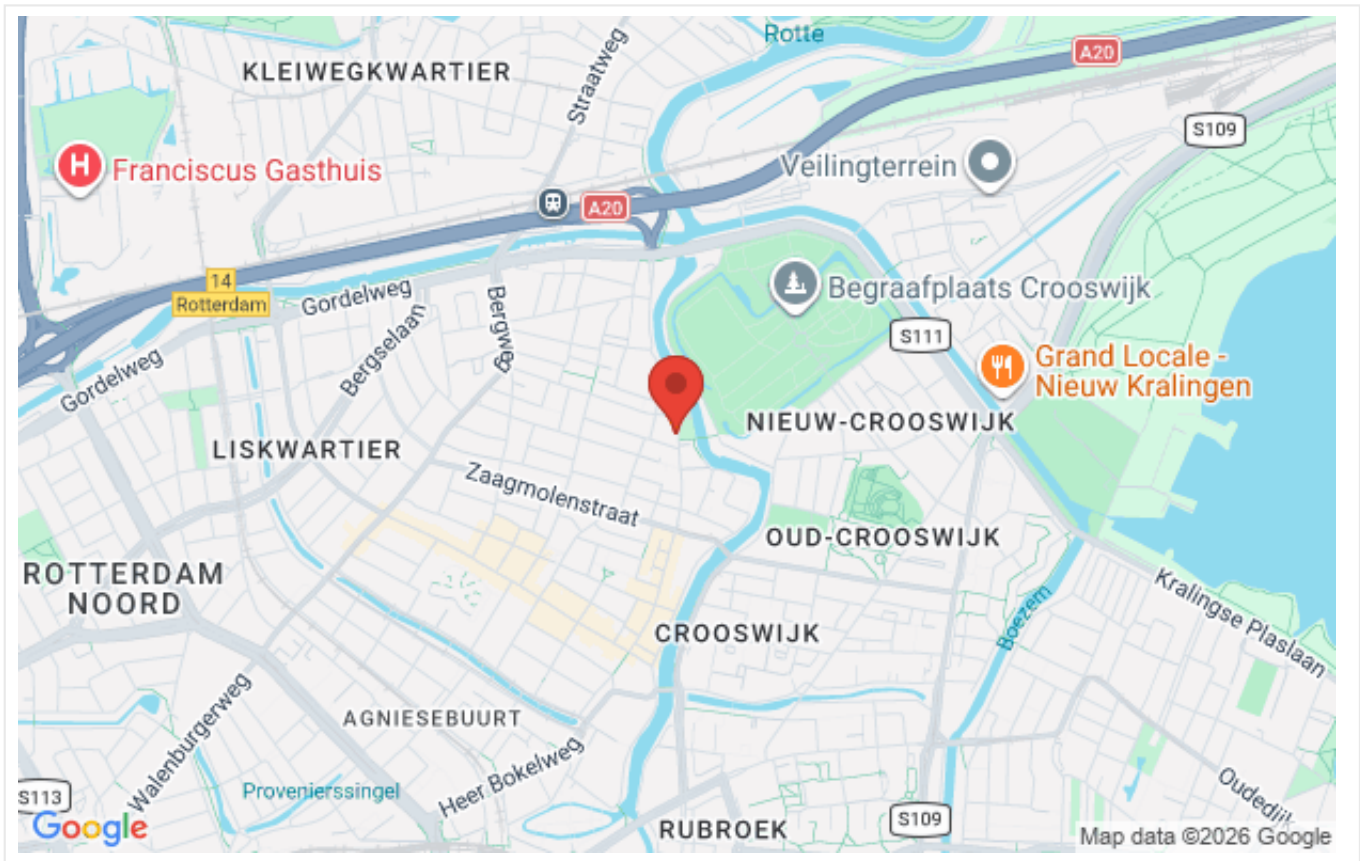 Rotte
A20
KLEIWEGKWARTIER
Straatweg
S109
H
Franciscus Gasthuis
Veilingterrein
A20
14
Rotterdam
Gordelweg
Bergweg
Begraafplaats Crooswijk
Bergselaan
S111
Gordelweg
Grand Locale -
Nieuw Kralingen
NIEUW-CROOSWIJK
LISKWARTIER
Zaagmolenstraat
OUD-CROOSWIJK
ROTTERDAM
NOORD
Kralingse Plaslaan
Boezem
CROOSWIJK
AGNIESEBUURT
Walenburgerweg
Heer Bokelweg
Provenierssingel
Oudedijk
S113
Google
RUBROEK
S109
Map data ©2026 Google